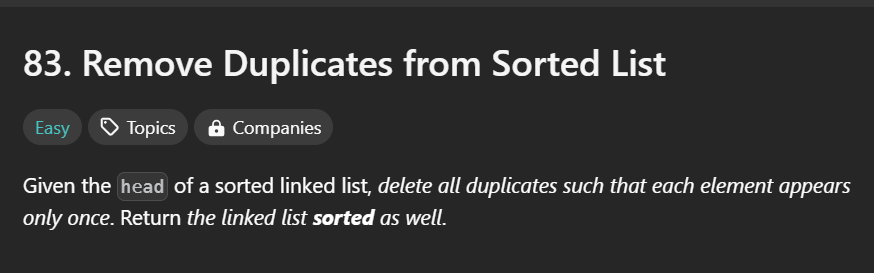 83. Remove Duplicates from Sorted List
Easy Topics Companies
Given the head of a sorted linked list, delete all duplicates such that each element appears
only once. Return the linked list sorted as well.